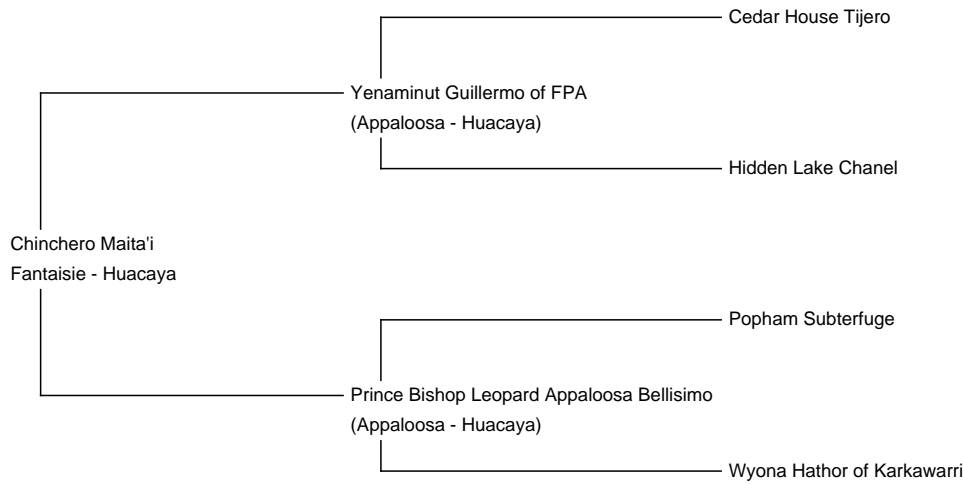 Cedar House Tijero
Yenaminut Guillermo of FPA
(Appaloosa - Huacaya)
Hidden Lake Chanel
Chinchero Maita'i
Fantaisie - Huacaya
Popham Subterfuge
Prince Bishop Leopard Appaloosa Bellisimo
(Appaloosa - Huacaya)
Wyona Hathor of Karkawarri